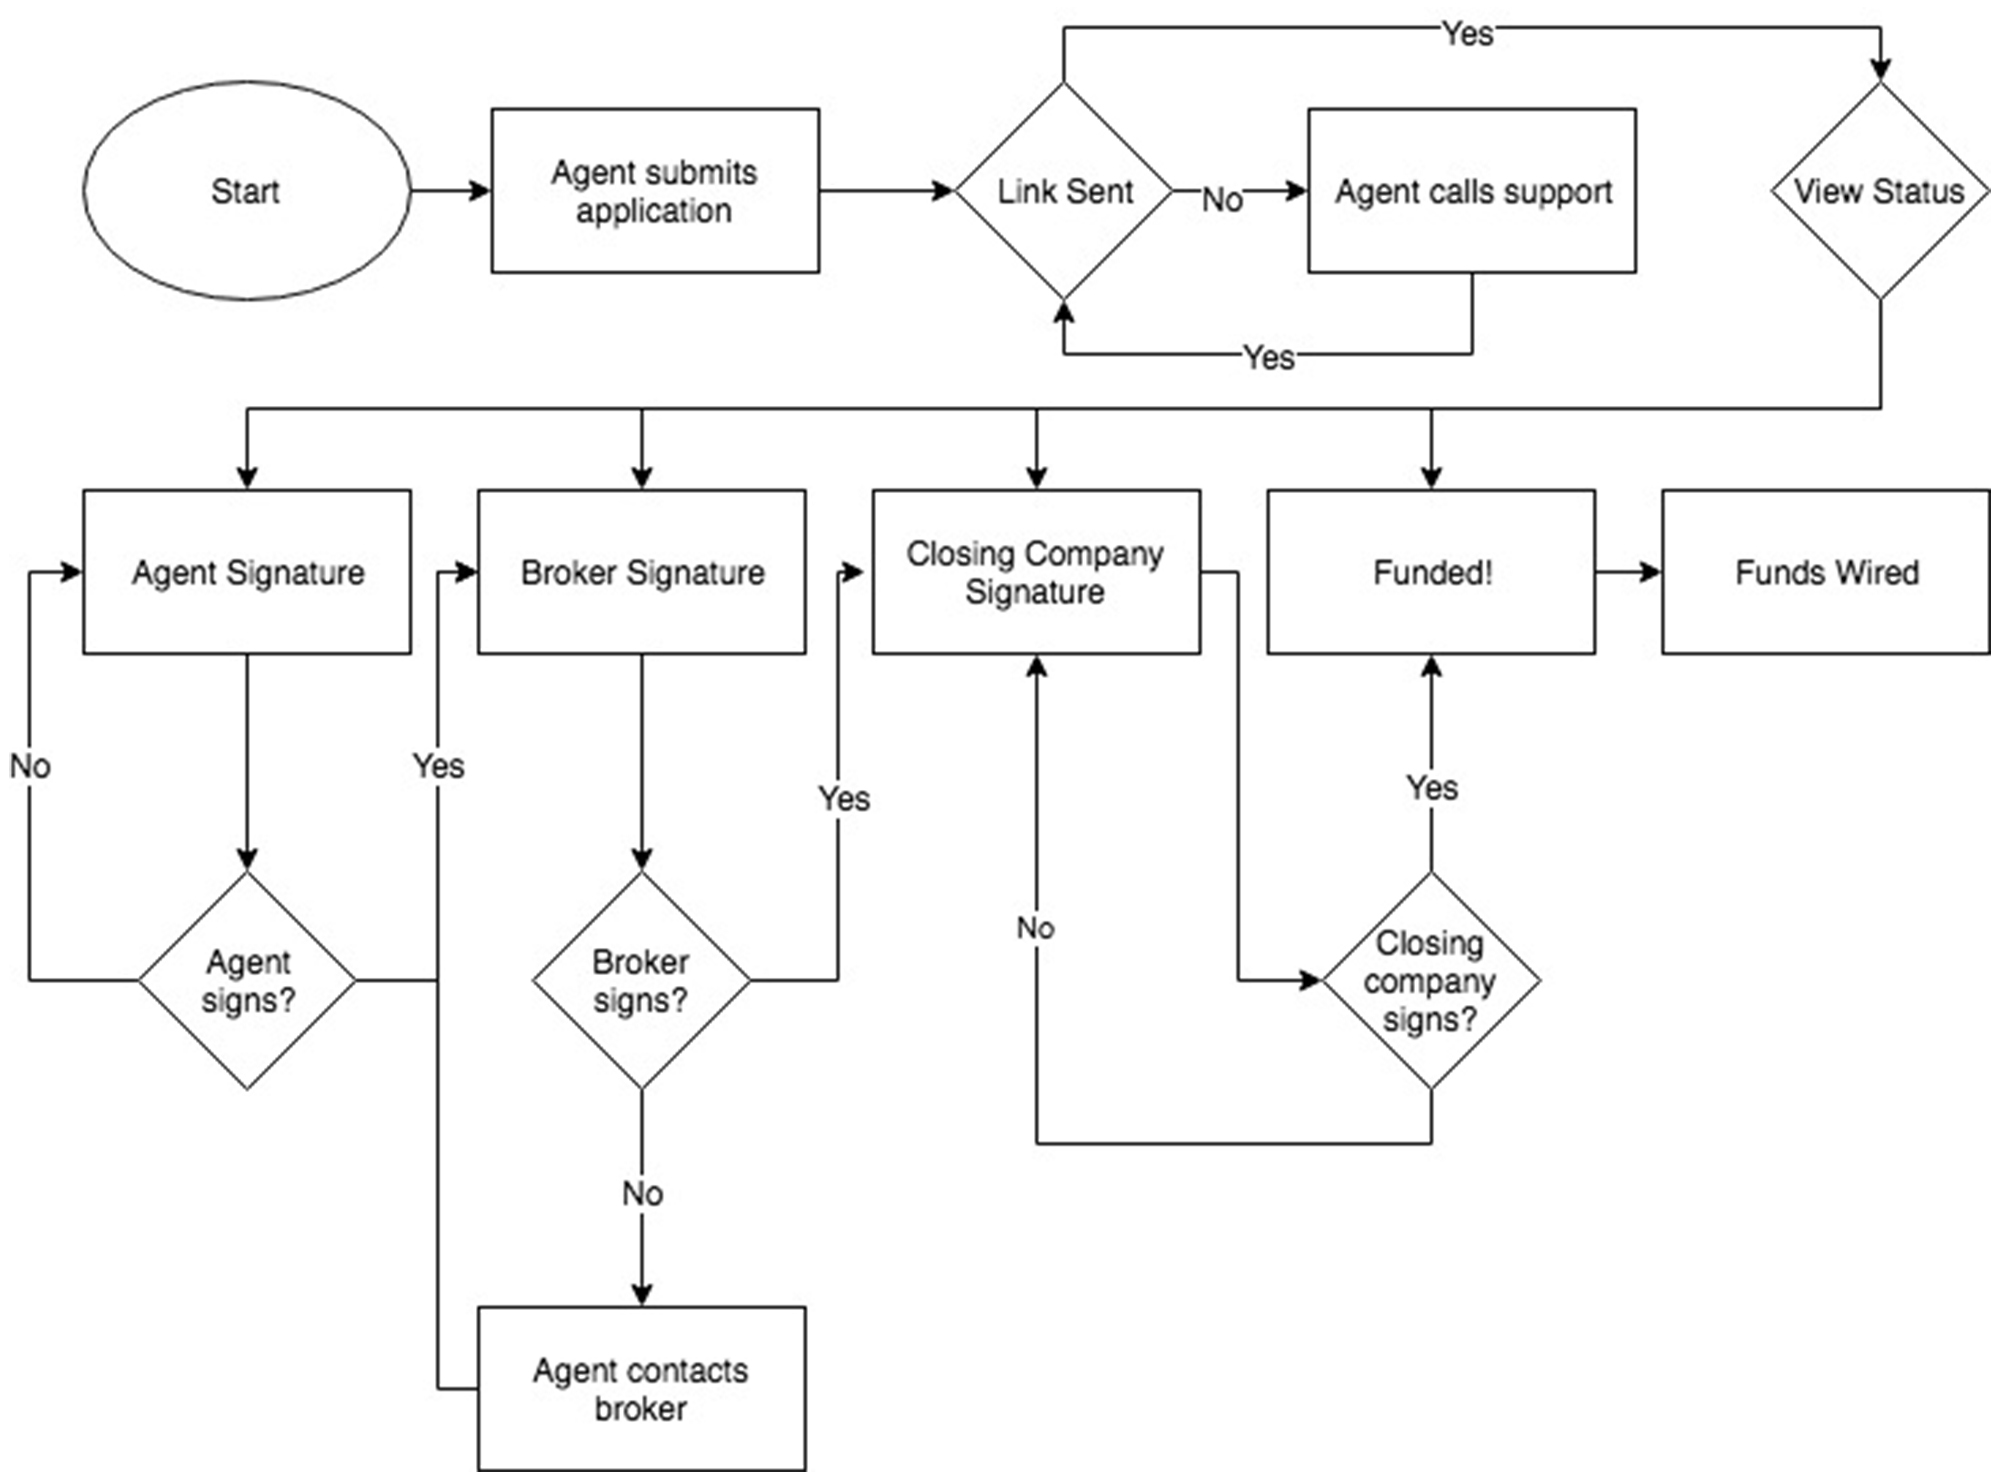 Yes
Start
Agent submits
application
Link Sent
No
Agent calls support
View Status
Yes
Agent Signature
Broker Signature
Closing Company
Signature
Funded!
Funds Wired
No
Yes
Yes
Yes
No
Agent
signs?
Broker
signs?
Closing
company
signs?
No
Agent contacts
broker